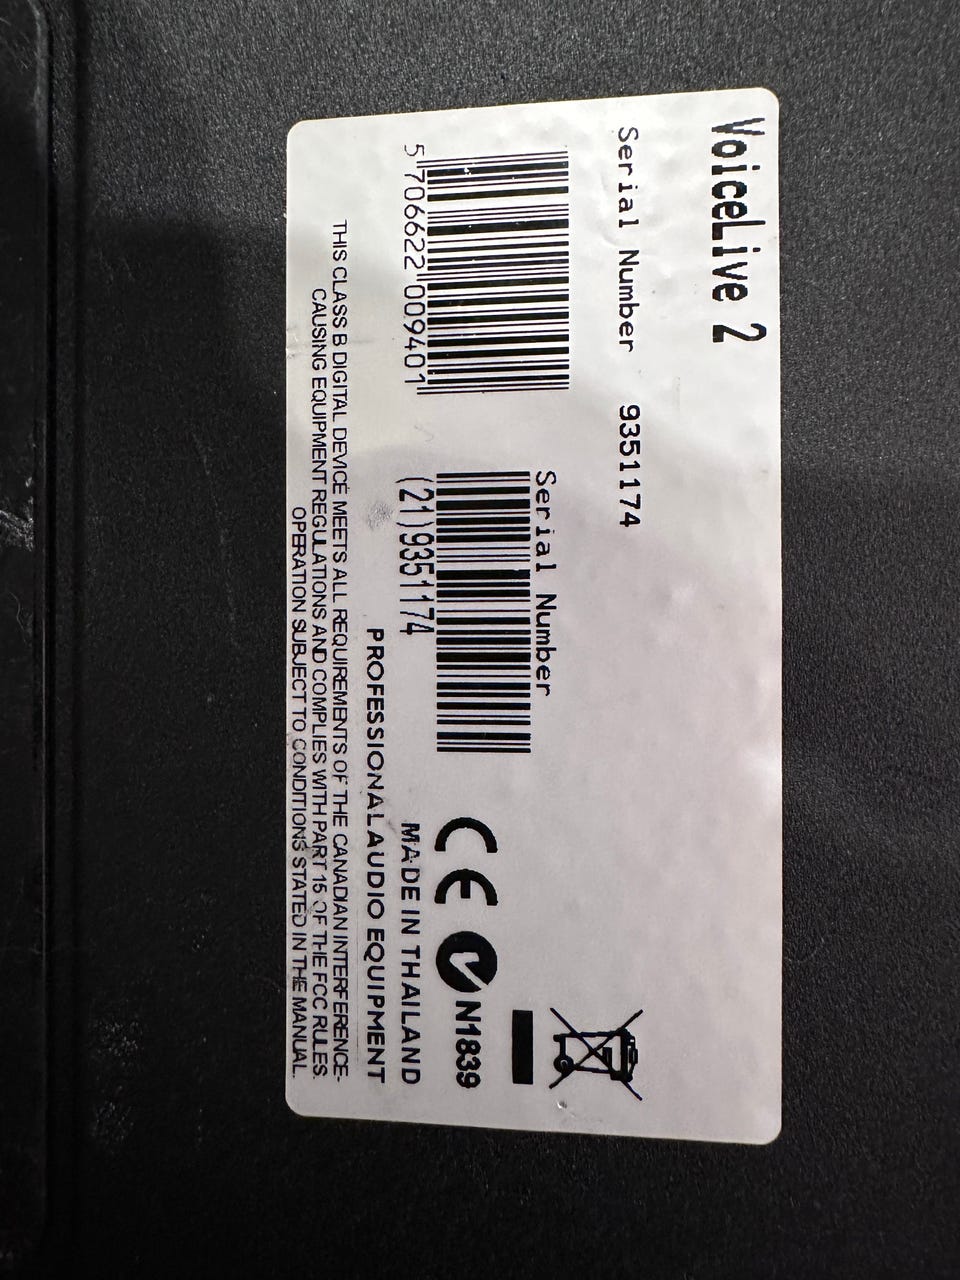 VoiceLive 2
Serial Number 9351174
Serial Number
5 706622 009401
(21)9351174
N1839
MADE IN THAILAND
PROFESSIONAL AUDIO EQUIPMENT
THIS CLASS B DIGITAL DEVICE MEETS ALL REQUIREMENTS OF THE CANADIAN INTERFERENCE-
CAUSING EQUIPMENT REGULATIONS AND COMPLIES WITH PART 15 OF THE FCC RULES.
OPERATION SUBJECT TO CONDITIONS STATED IN THE MANUAL.